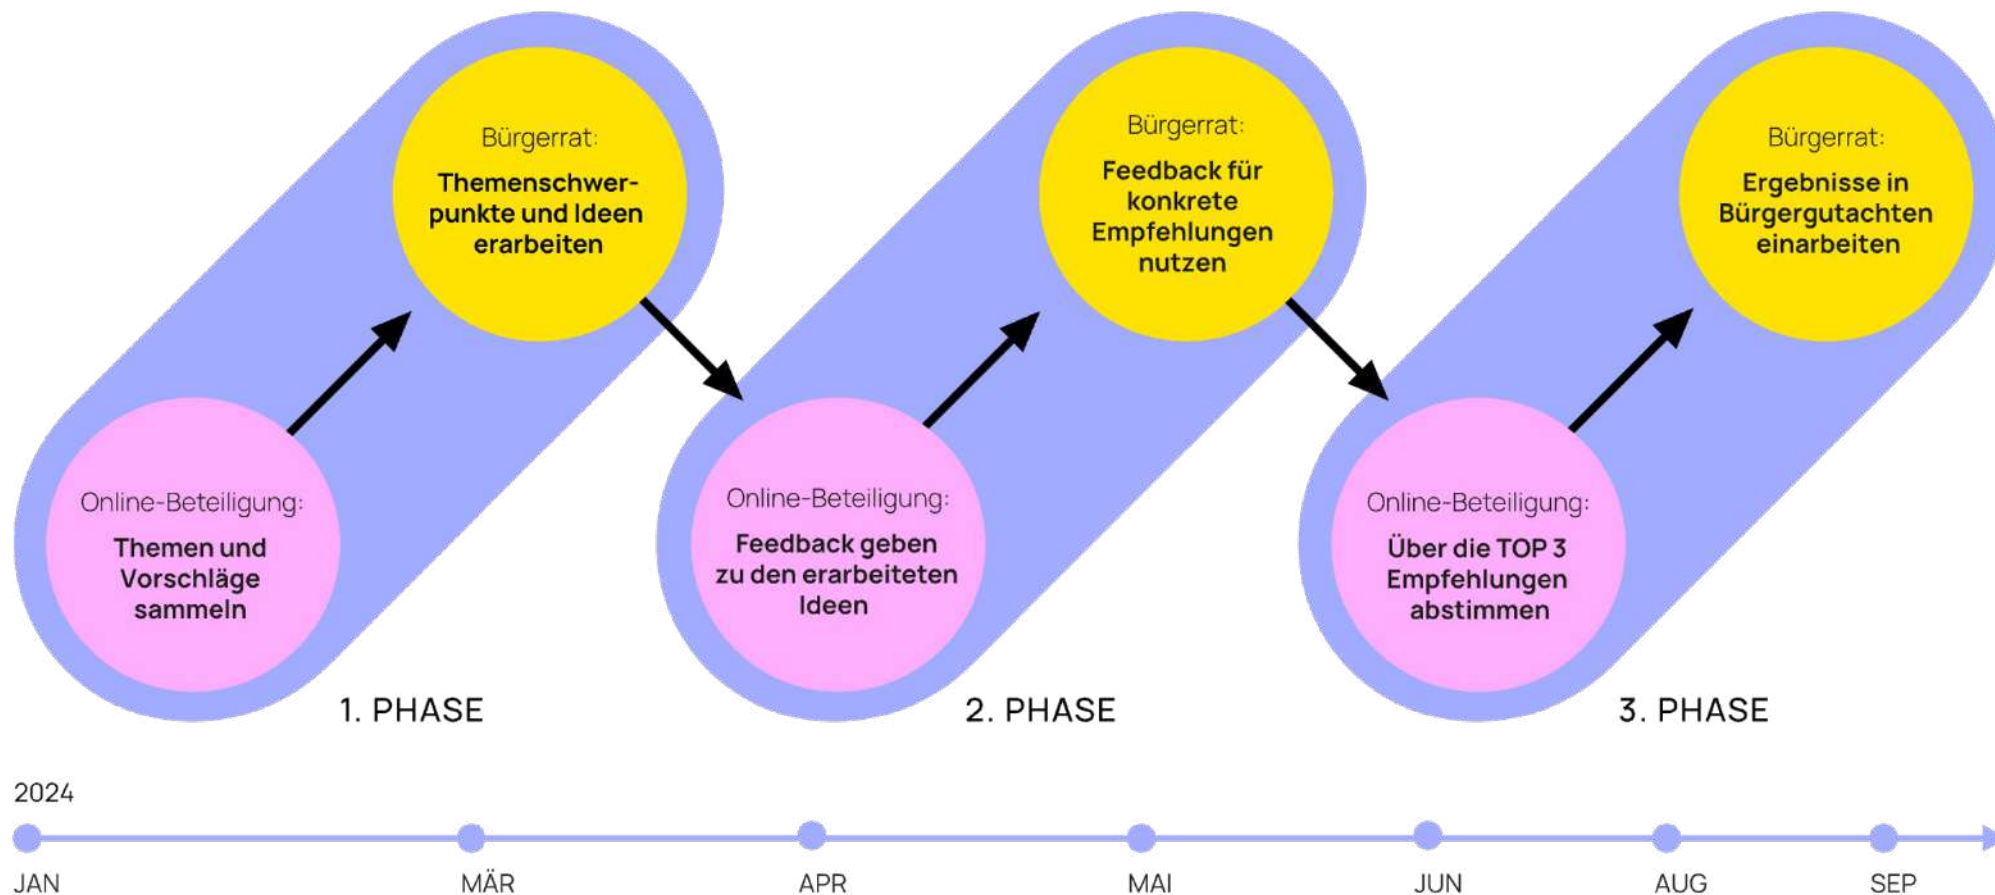 Bürgerrat:
Themenschwer-
punkte und Ideen
erarbeiten
Online-Beteiligung:
Themen und
Vorschläge
sammeln
1. PHASE
Bürgerrat:
Feedback für
konkrete
Empfehlungen
nutzen
Online-Beteiligung:
Feedback geben
zu den erarbeiteten
Ideen
2. PHASE
Bürgerrat:
Ergebnisse in
Bürgergutachten
einarbeiten
Online-Beteiligung:
Über die TOP 3
Empfehlungen
abstimmen
3. PHASE
2024
JAN MÄR APR MAI JUN AUG SEP